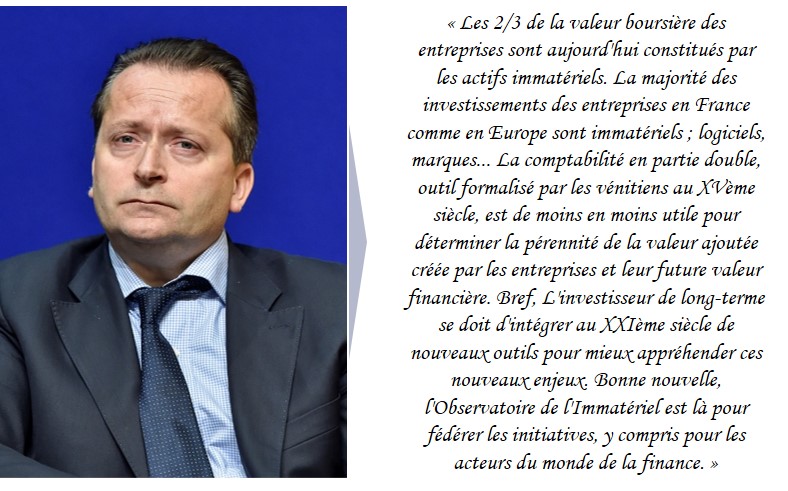 « Les 2/3 de la valeur boursière des
entreprises sont aujourd'hui constitués par
les actifs immatériels. La majorité des
investissements des entreprises en France
comme en Europe sont immatériels ; logiciels,
marques... La comptabilité en partie double,
outil formalisé par les vénitiens au XVème
siècle, est de moins en moins utile pour
déterminer la pérennité de la valeur ajoutée
créée par les entreprises et leur future valeur
financière. Bref, L'investisseur de long-terme
se doit d'intégrer au XXIème siècle de
nouveaux outils pour mieux appréhender ces
nouveaux enjeux. Bonne nouvelle,
l'Observatoire de l'Immatériel est là pour
fédérer les initiatives, y compris pour les
acteurs du monde de la finance. »